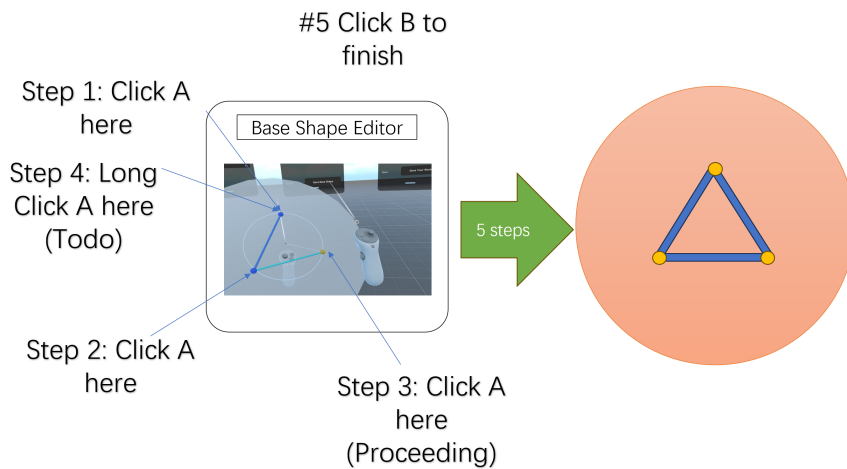 #5 Click B to
finish
Step 1: Click A
here
Base Shape Editor
Step 4: Long
Click A here
(Todo)
5 steps
Step 2: Click A
here
Step 3: Click A
here
(Proceeding)